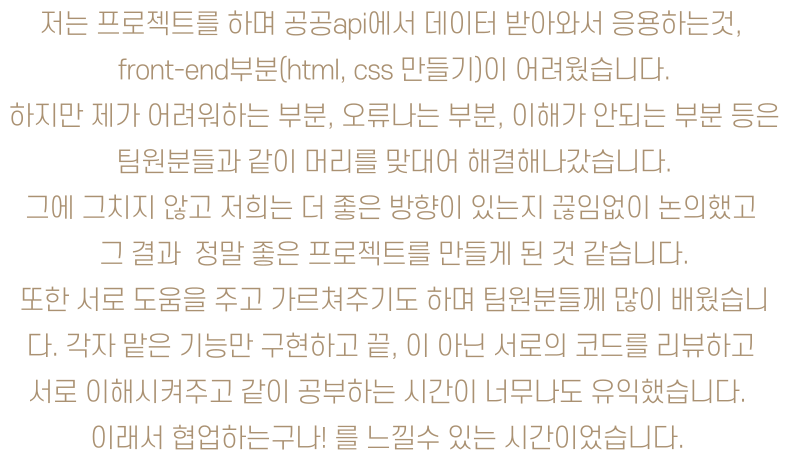 저는 프로젝트를 하며 공공api에서 데이터 받아와서 응용하는것,
front-end부분(html, css 만들기)이 어려웠습니다.
하지만 제가 어려워하는 부분, 오류나는 부분, 이해가 안되는 부분 등은
팀원분들과 같이 머리를 맞대어 해결해나갔습니다.
그에 그치지 않고 저희는 더 좋은 방향이 있는지 끊임없이 논의했고
그 결과 정말 좋은 프로젝트를 만들게 된 것 같습니다.
또한 서로 도움을 주고 가르쳐주기도 하며 팀원분들께 많이 배웠습니
다. 각자 맡은 기능만 구현하고 끝, 이 아닌 서로의 코드를 리뷰하고
서로 이해시켜주고 같이 공부하는 시간이 너무나도 유익했습니다.
이래서 협업하는구나! 를 느낄수 있는 시간이었습니다.